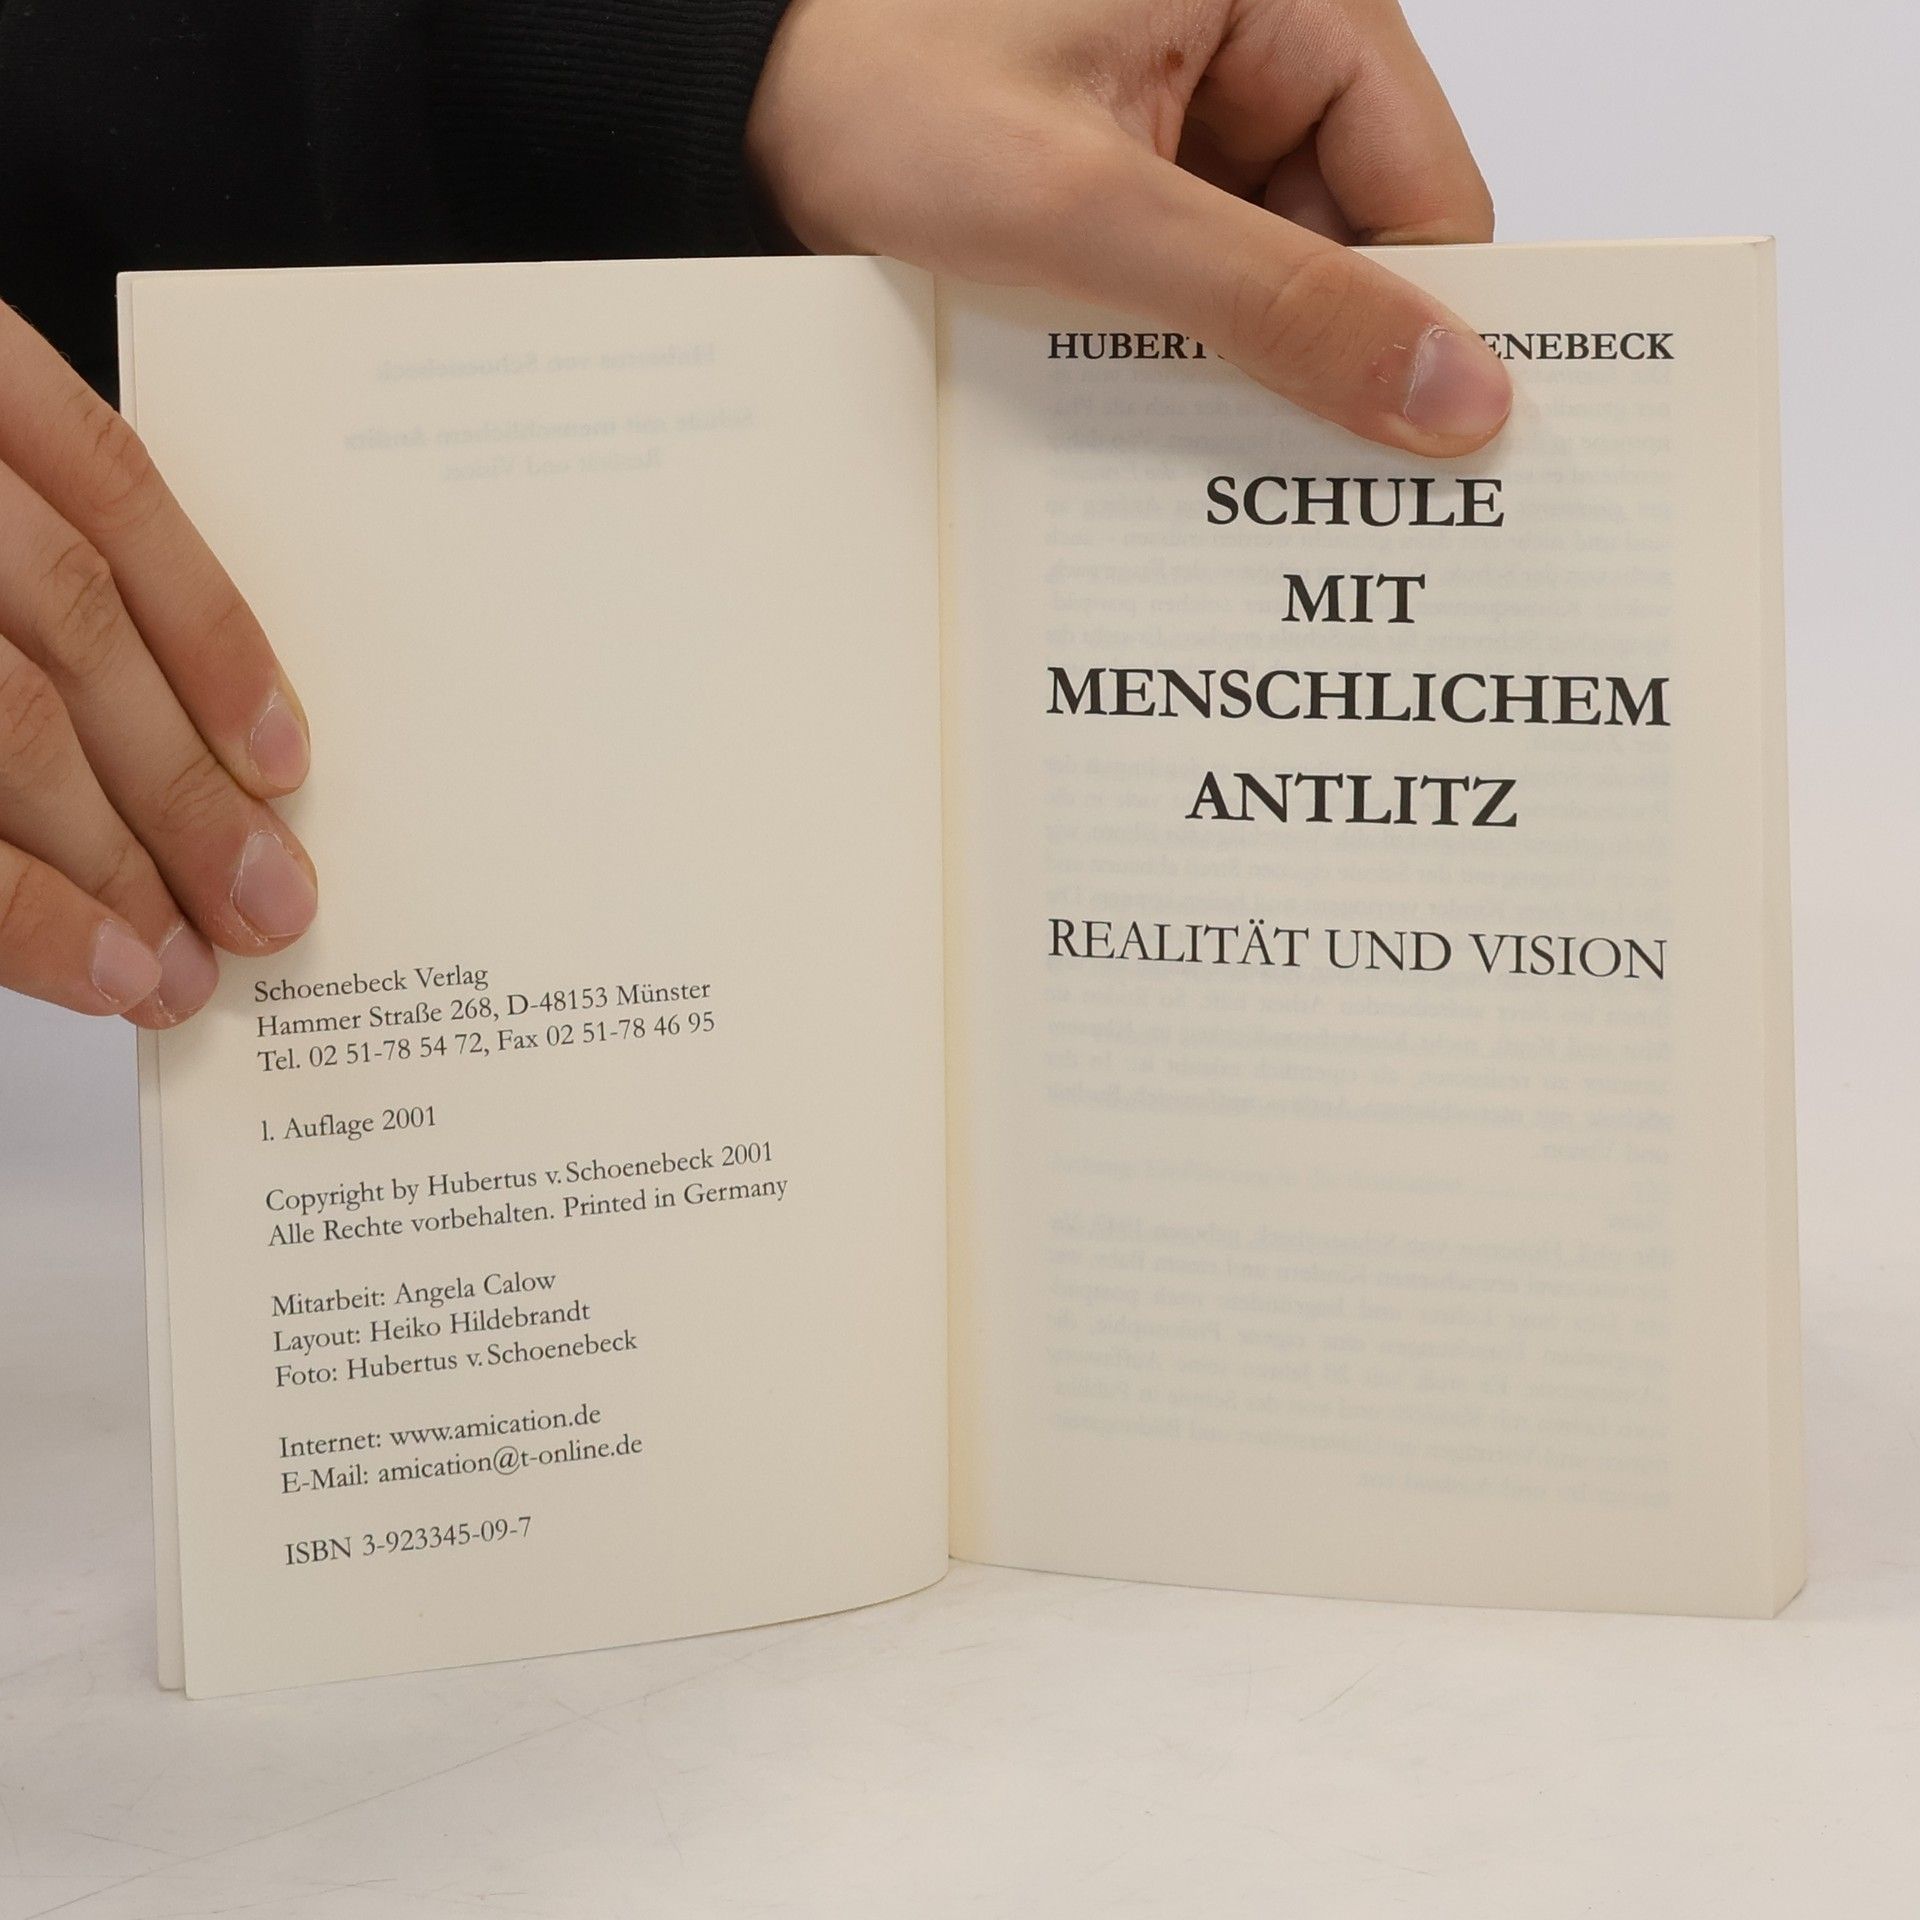 Schoenebeck Verlag
Hammer Straße 268, D-48153 Münster
Tel. 02 51-78 54 72, Fax 02 51-78 46 95
l. Auflage 2001
Copyright by Hubertus v. Schoenebeck 2001
Alle Rechte vorbehalten. Printed in Germany
Mitarbeit: Angela Calow
Layout: Heiko Hildebrandt
Foto: Hubertus v. Schoenebeck
Internet: www.amication.de
E-Mail: amication@t-online.de
ISBN 3-923345-09-7
SCHULE
MIT
MENSCHLICHEM
ANTLITZ
REALITÄT UND VISION